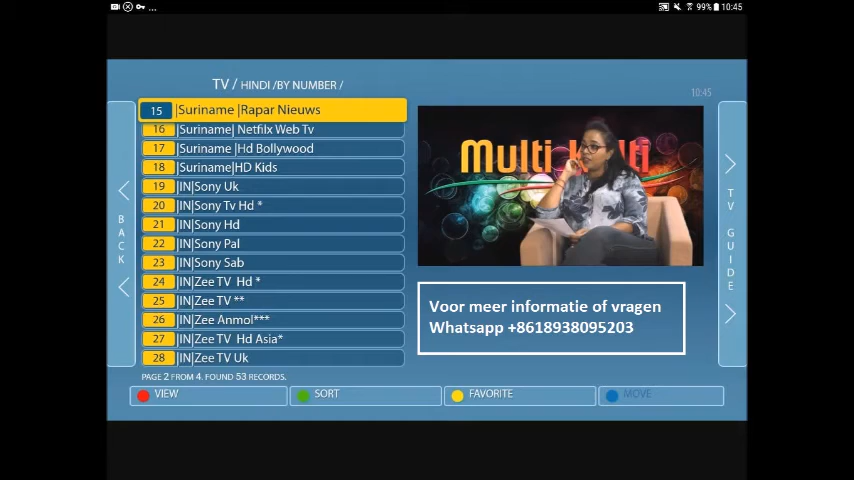 99% 10:45
TV / HINDI /BY NUMBER /
10:45
15 |Suriname |Rapar Nieuws
16 |Suriname| Netfilx Web Tv
17 |Suriname |Hd Bollywood
18 |Suriname|HD Kids
19 |IN|Sony Uk
20 |IN|Sony Tv Hd *
21 |IN|Sony Hd
22 |IN|Sony Pal
23 |IN|Sony Sab
24 |IN|Zee TV Hd *
25 |IN|Zee TV **
26 |IN|Zee Anmol***
27 |IN|Zee TV Hd Asia*
28 |IN|Zee TV Uk
PAGE 2 FROM 4. FOUND 53 RECORDS.
BACK
Multi
TV GUIDE
Voor meer informatie of vragen
Whatsapp +8618938095203
VIEW
SORT
FAVORITE
MOVE